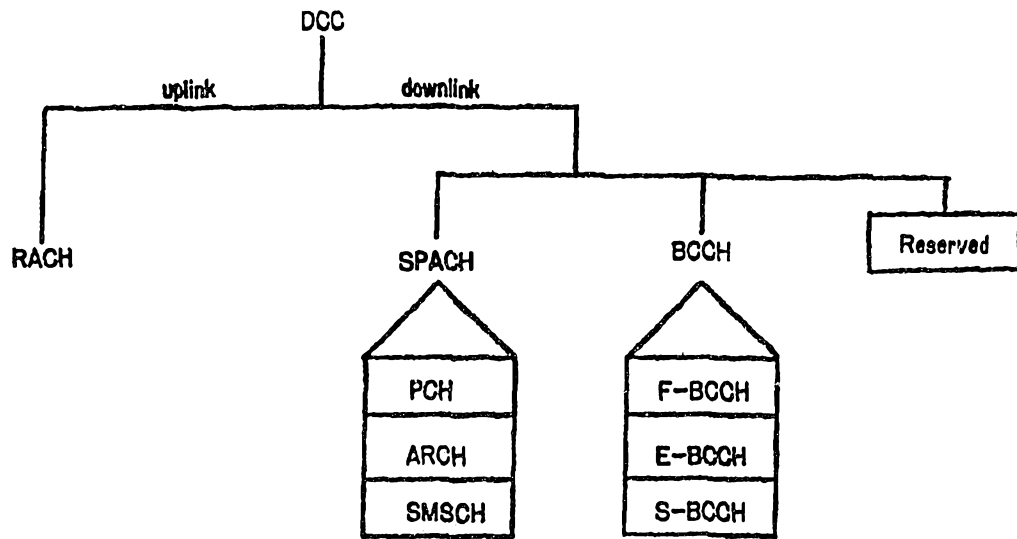 DCC
uplink downlink
RACH SPACH BCCH Reserved
PCH F-BCCH
ARCH E-BCCH
SMSCH S-BCCH